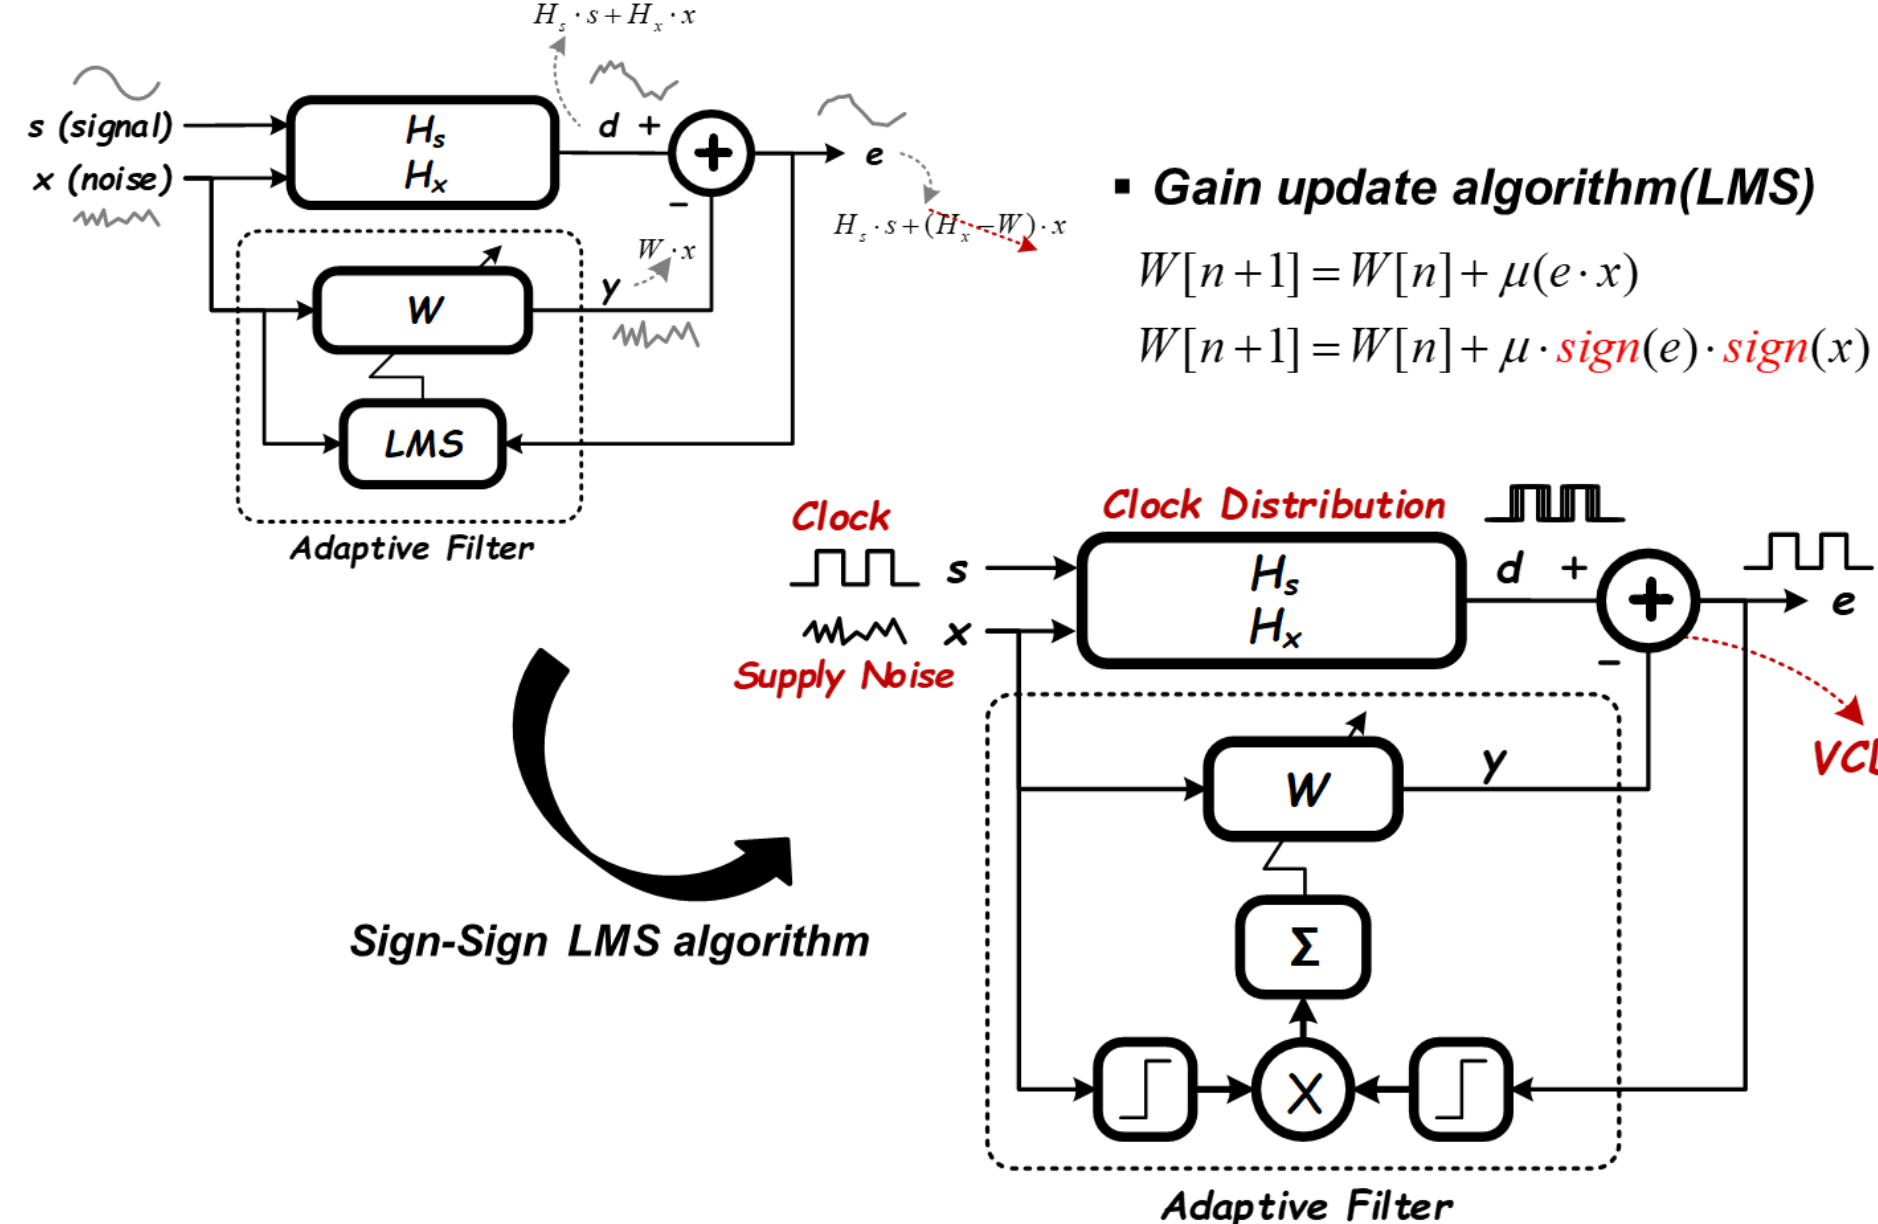 H_s · s + H_x · x
s (signal)
x (noise)
H_s
H_x
d +
+
e
−
H_s · s + (H_x − W) · x
W · x
W
y
LMS
Adaptive Filter
▪ Gain update algorithm(LMS)
W[n+1] = W[n] + μ(e · x)
W[n+1] = W[n] + μ · sign(e) · sign(x)
Sign-Sign LMS algorithm
Clock
Clock Distribution
s
x
Supply Noise
H_s
H_x
d +
+
e
−
W
y
Σ
X
Adaptive Filter